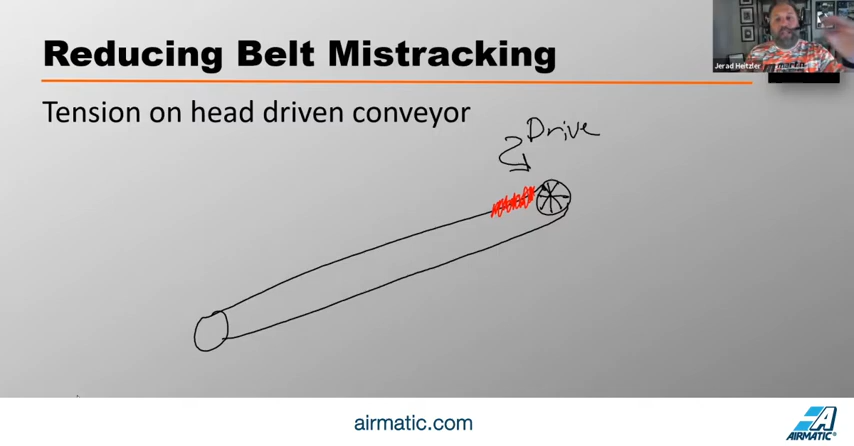 Reducing Belt Mistracking
Jerad Heitzler
Tension on head driven conveyor
Drive
airmatic.com
AIRMATIC®